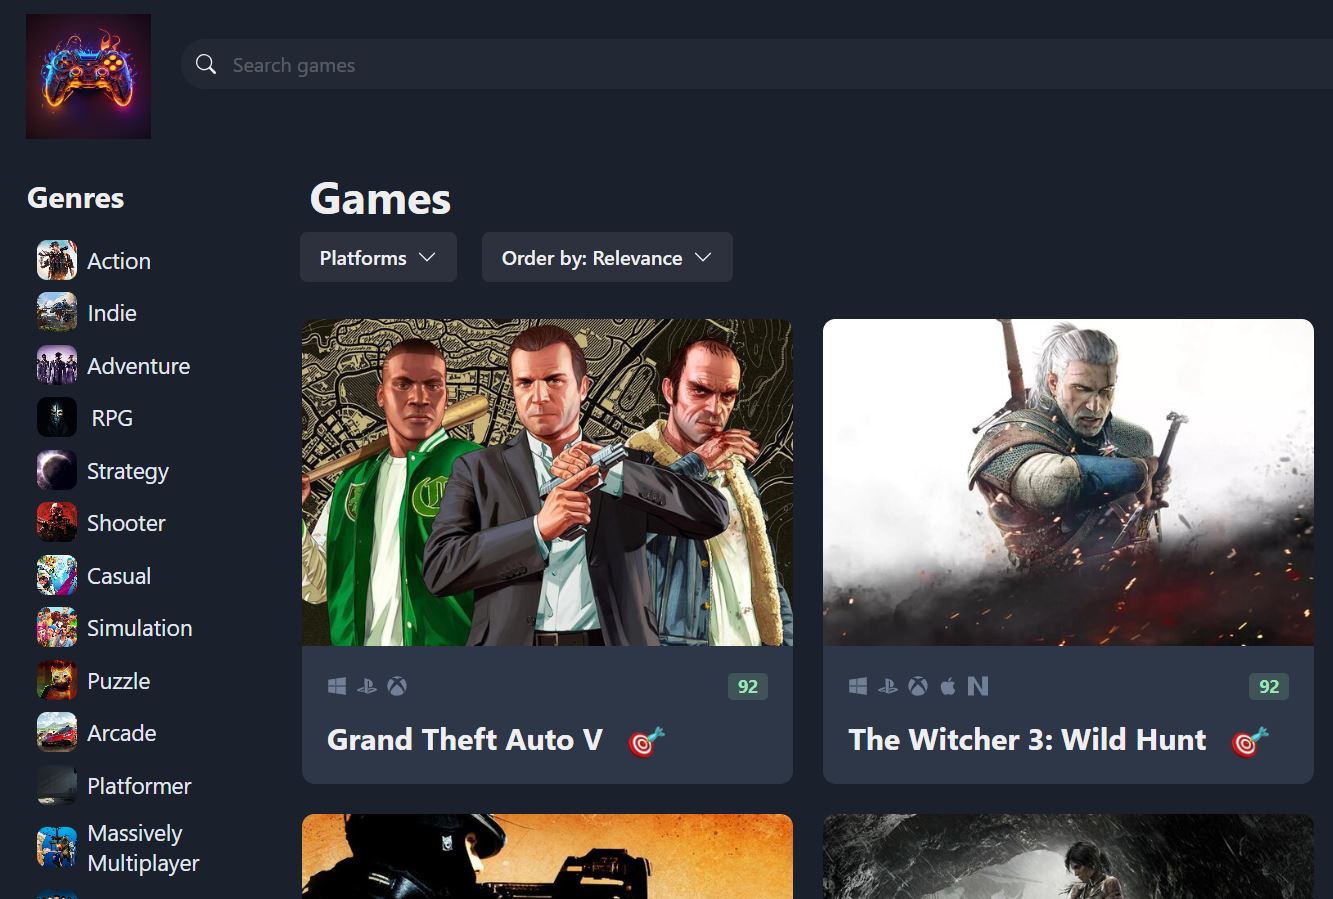 Search games
Genres
Action
Indie
Adventure
RPG
Strategy
Shooter
Casual
Simulation
Puzzle
Arcade
Platformer
Massively
Multiplayer
Games
Platforms
Order by: Relevance
92
Grand Theft Auto V
92
The Witcher 3: Wild Hunt